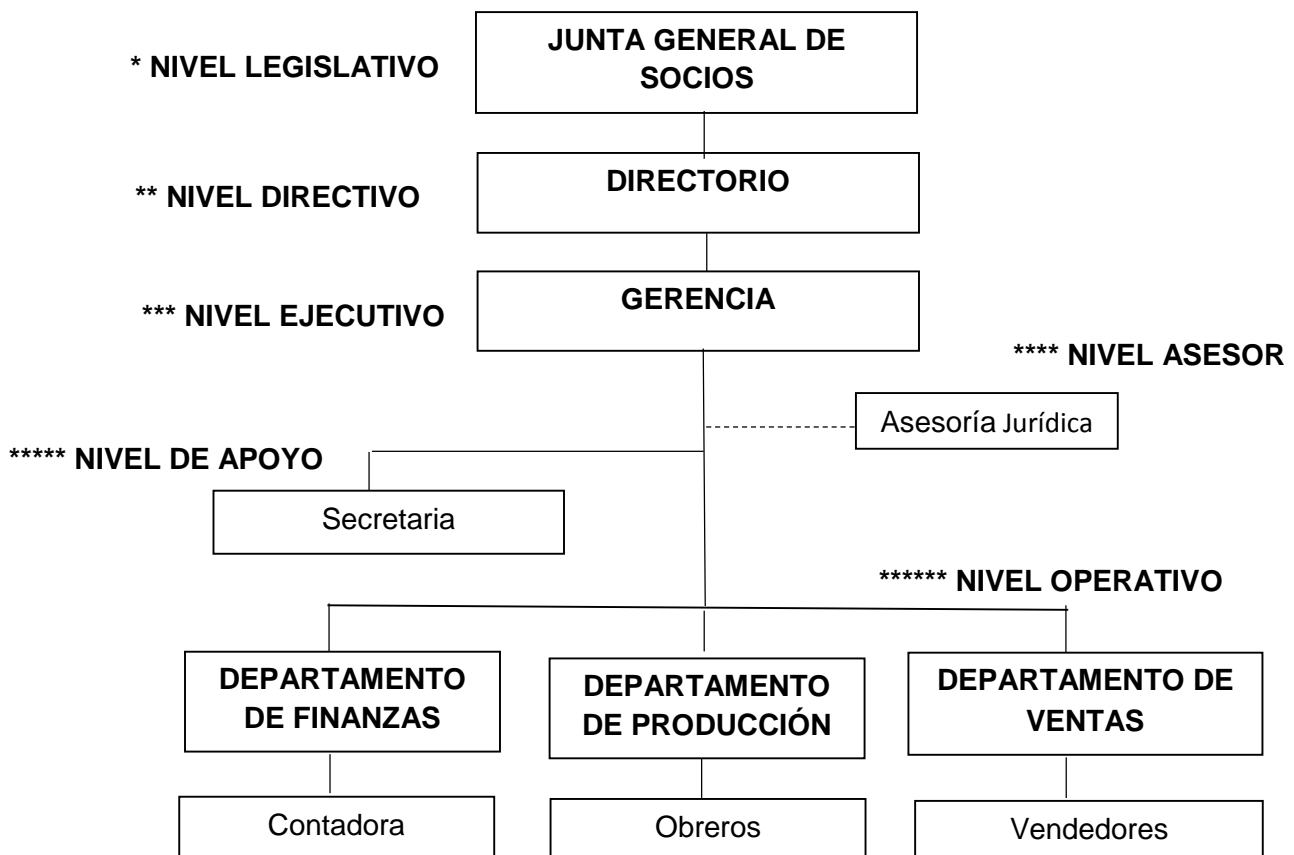 JUNTA GENERAL DE
SOCIOS
* NIVEL LEGISLATIVO
DIRECTORIO
** NIVEL DIRECTIVO
GERENCIA
*** NIVEL EJECUTIVO
**** NIVEL ASESOR
Asesoría Jurídica
***** NIVEL DE APOYO
Secretaria
****** NIVEL OPERATIVO
DEPARTAMENTO
DE FINANZAS
DEPARTAMENTO
DE PRODUCCIÓN
DEPARTAMENTO DE
VENTAS
Contadora
Obreros
Vendedores